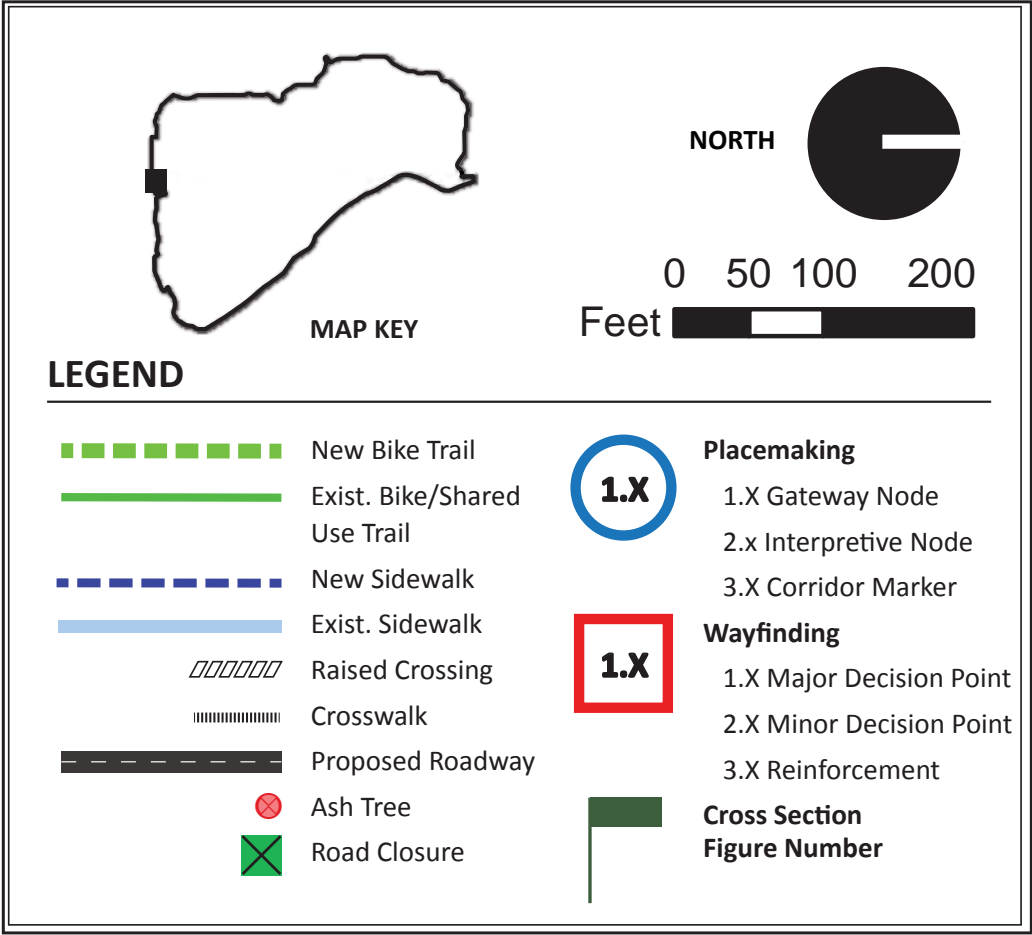 NORTH
0 50 100 200
Feet
MAP KEY
LEGEND
New Bike Trail
Exist. Bike/Shared
Use Trail
New Sidewalk
Exist. Sidewalk
Raised Crossing
Crosswalk
Proposed Roadway
Ash Tree
Road Closure
1.X
Placemaking
1.X Gateway Node
2.x Interpretive Node
3.X Corridor Marker
1.X
Wayfinding
1.X Major Decision Point
2.X Minor Decision Point
3.X Reinforcement
Cross Section
Figure Number